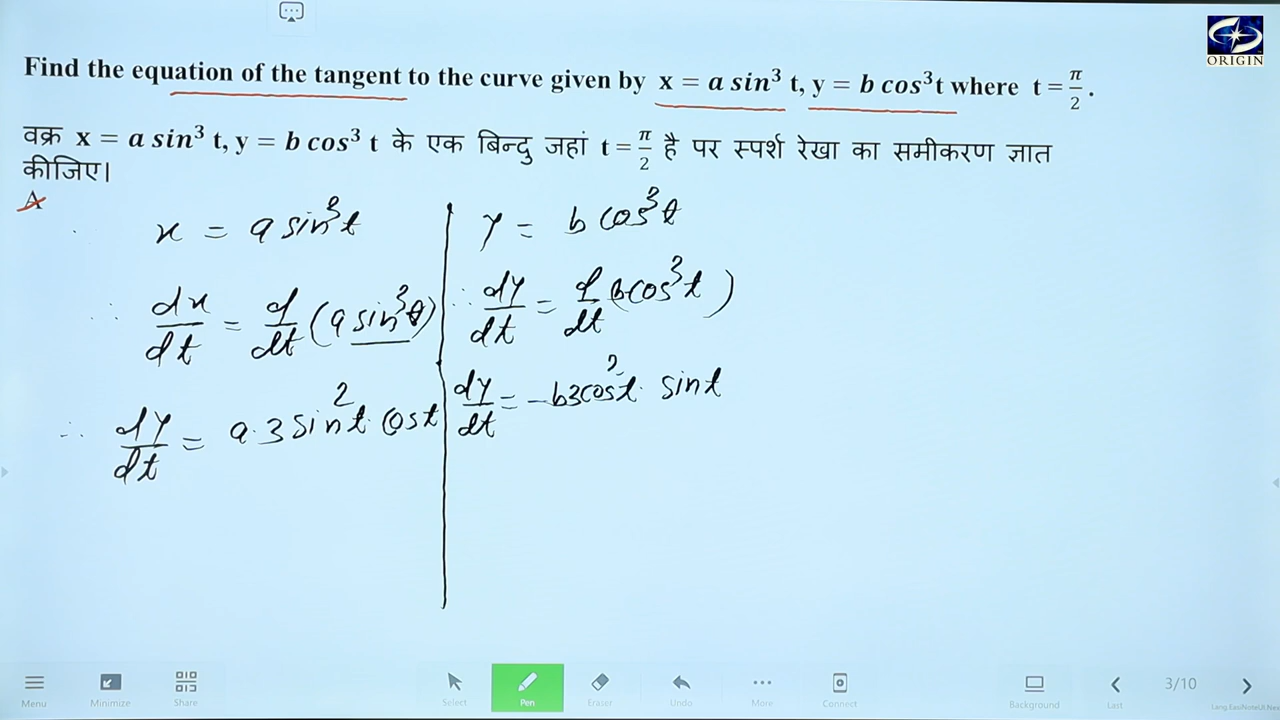 ORIGIN
Find the equation of the tangent to the curve given by x = a sin³ t, y = b cos³t where t = π/2.
वक्र x = a sin³ t, y = b cos³ t के एक बिन्दु जहां t = π/2 है पर स्पर्श रेखा का समीकरण ज्ञात
कीजिए।
A
x = a sin³t
∴ dx/dt = d/dt (a sin³t)
∴ dy/dt = a·3 sin²t· cos t
y = b cos³t
∴ dy/dt = d/dt (b cos³t)
dy/dt = -b3cos²t· sin t
Menu Minimize Share Select Pen Eraser Undo More Connect Background Last 3/10